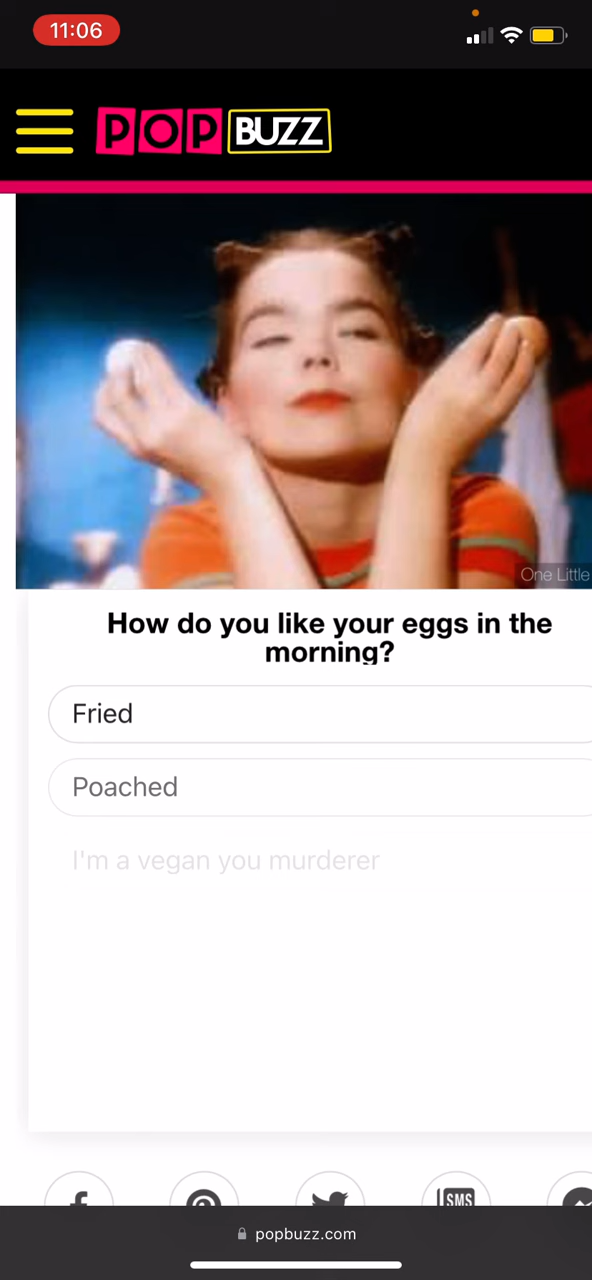 11:06
POP BUZZ
One Little
How do you like your eggs in the
morning?
Fried
Poached
I'm a vegan you murderer
SMS
popbuzz.com